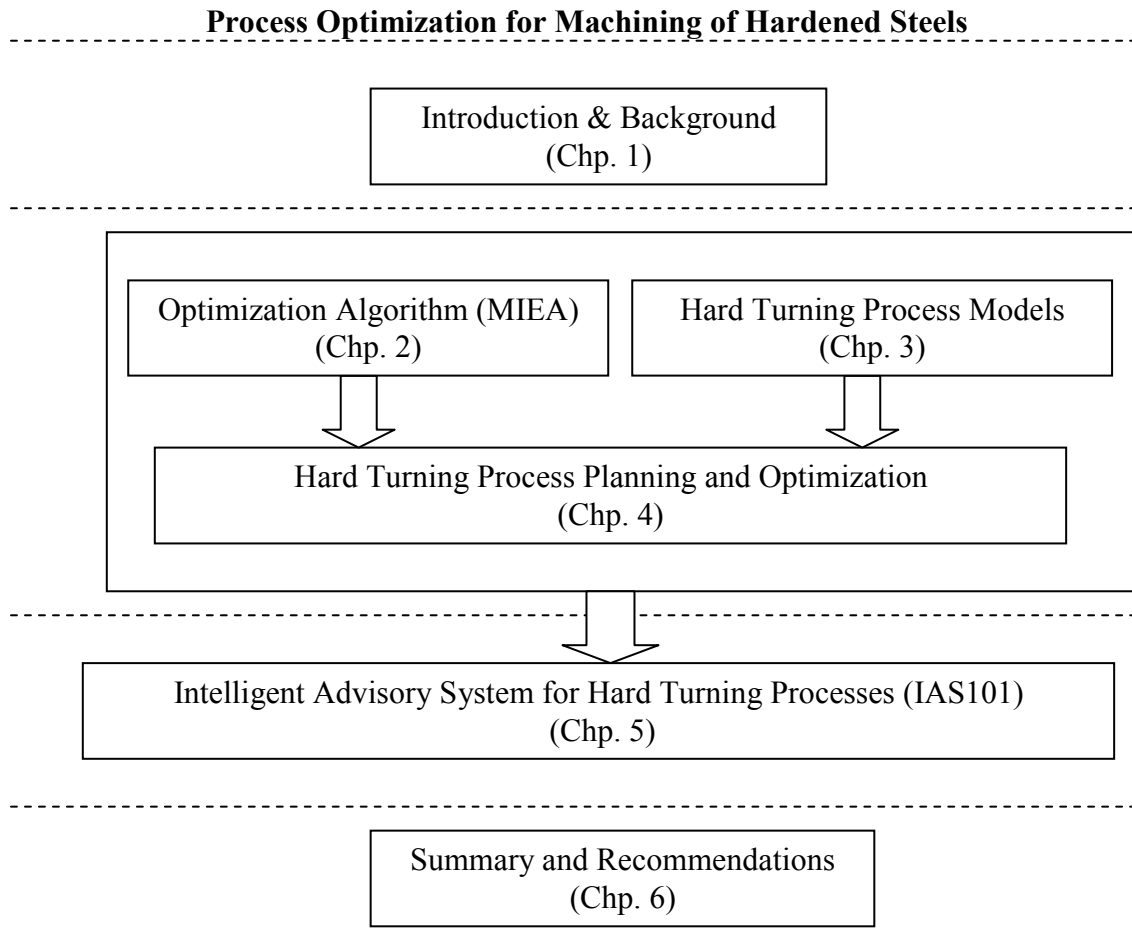 Process Optimization for Machining of Hardened Steels
Introduction & Background
(Chp. 1)
Optimization Algorithm (MIEA)
(Chp. 2)
Hard Turning Process Models
(Chp. 3)
Hard Turning Process Planning and Optimization
(Chp. 4)
Intelligent Advisory System for Hard Turning Processes (IAS101)
(Chp. 5)
Summary and Recommendations
(Chp. 6)